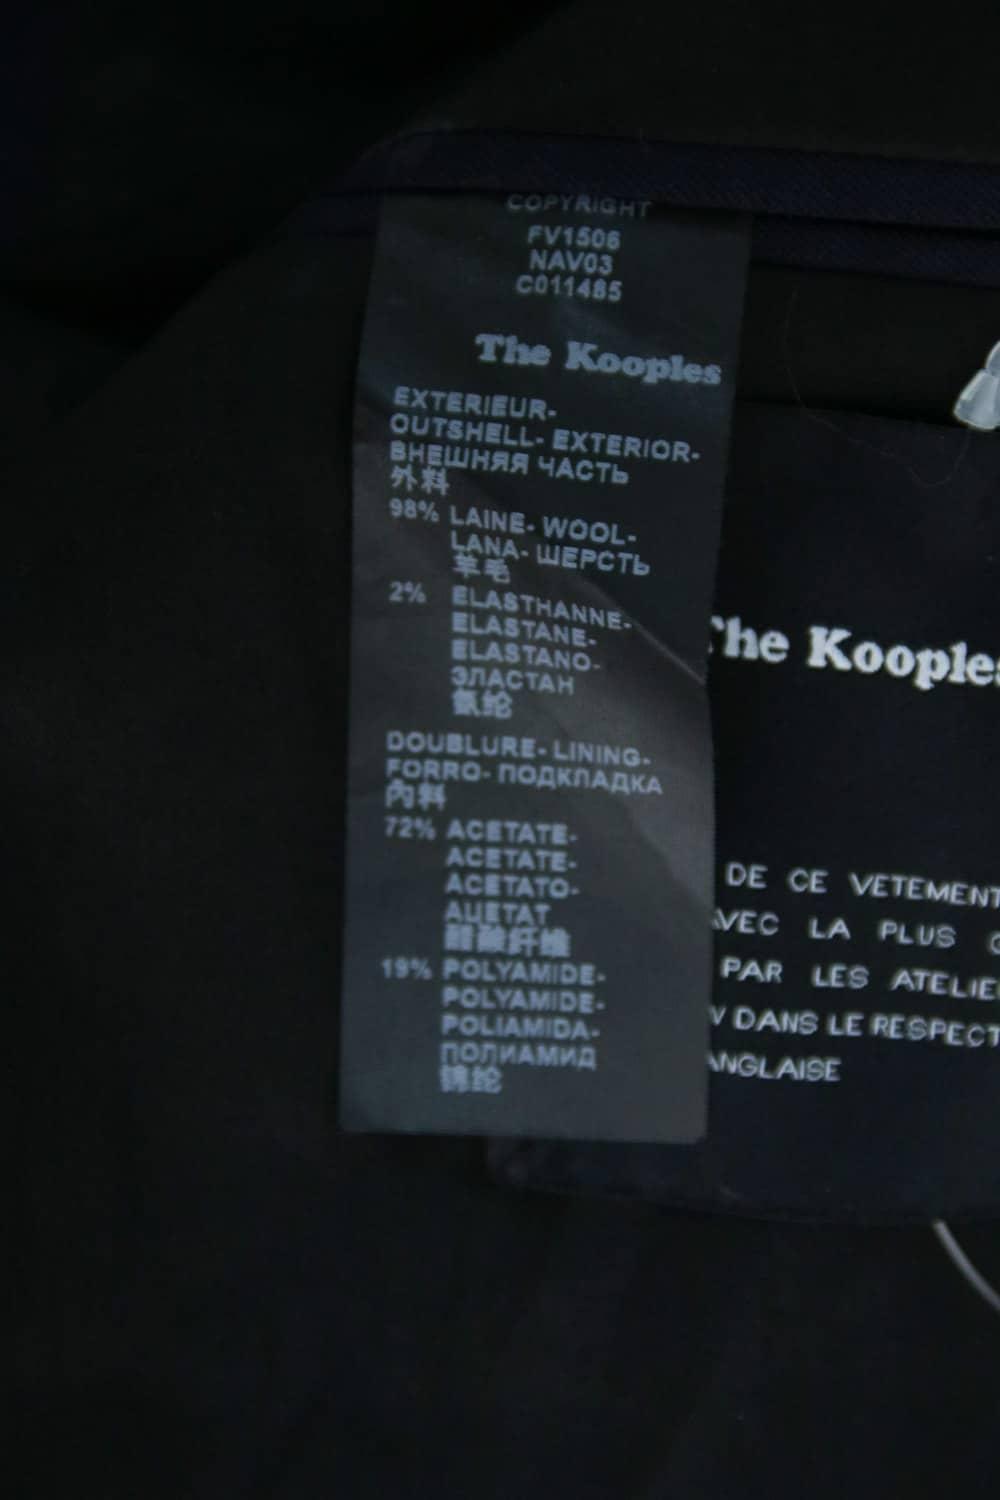 COPYRIGHT
FV1506
NAV03
C011485
The Kooples
EXTERIEUR-
OUTSHELL- EXTERIOR-
ВНЕШНЯЯ ЧАСТЬ
外料
98% LAINE- WOOL-
LANA- ШЕРСТЬ
羊毛
2% ELASTHANNE-
ELASTANE-
ELASTANO-
ЭЛАСТАН
氨纶
DOUBLURE- LINING-
FORRO- ПОДКЛАДКА
内料
72% ACETATE-
ACETATE-
ACETATO-
АЦЕТАТ
醋酸纤维
19% POLYAMIDE-
POLYAMIDE-
POLIAMIDA-
ПОЛИАМИД
锦纶
The Kooples
DE CE VETEMENT
AVEC LA PLUS
PAR LES ATELIE
DANS LE RESPECT
ANGLAISE